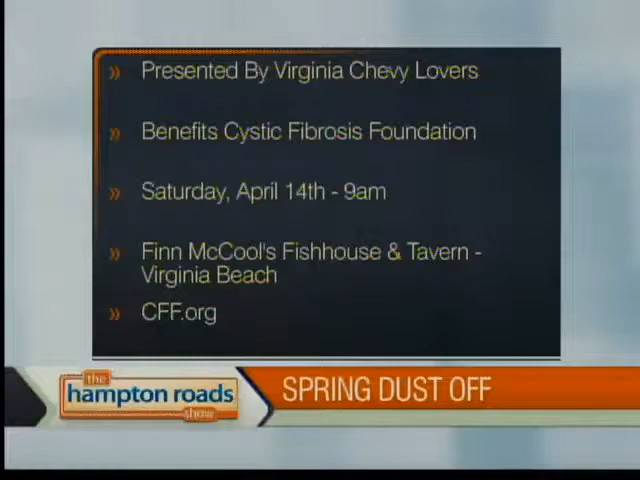 » Presented By Virginia Chevy Lovers
» Benefits Cystic Fibrosis Foundation
» Saturday, April 14th - 9am
» Finn McCool's Fishhouse & Tavern -
Virginia Beach
» CFF.org
the
hampton roads
show
SPRING DUST OFF